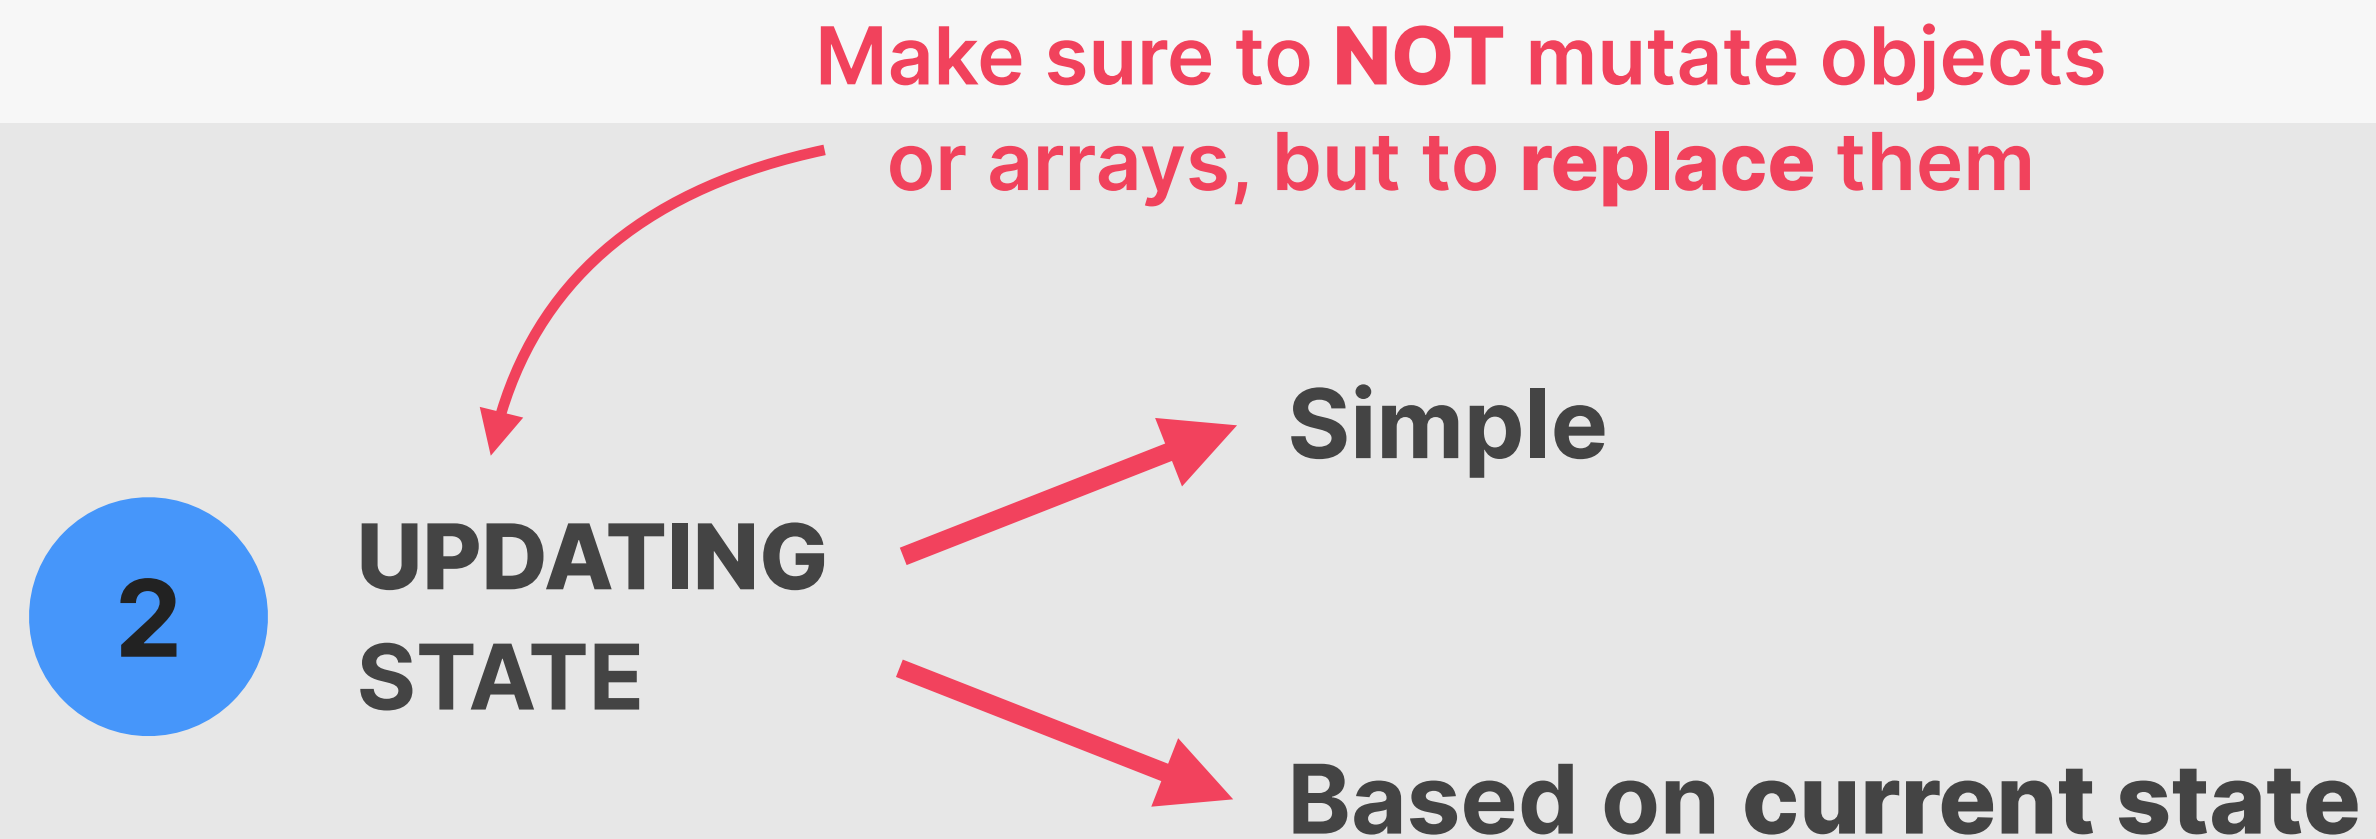 Make sure to NOT mutate objects
or arrays, but to replace them
Simple
2
UPDATING
STATE
Based on current state